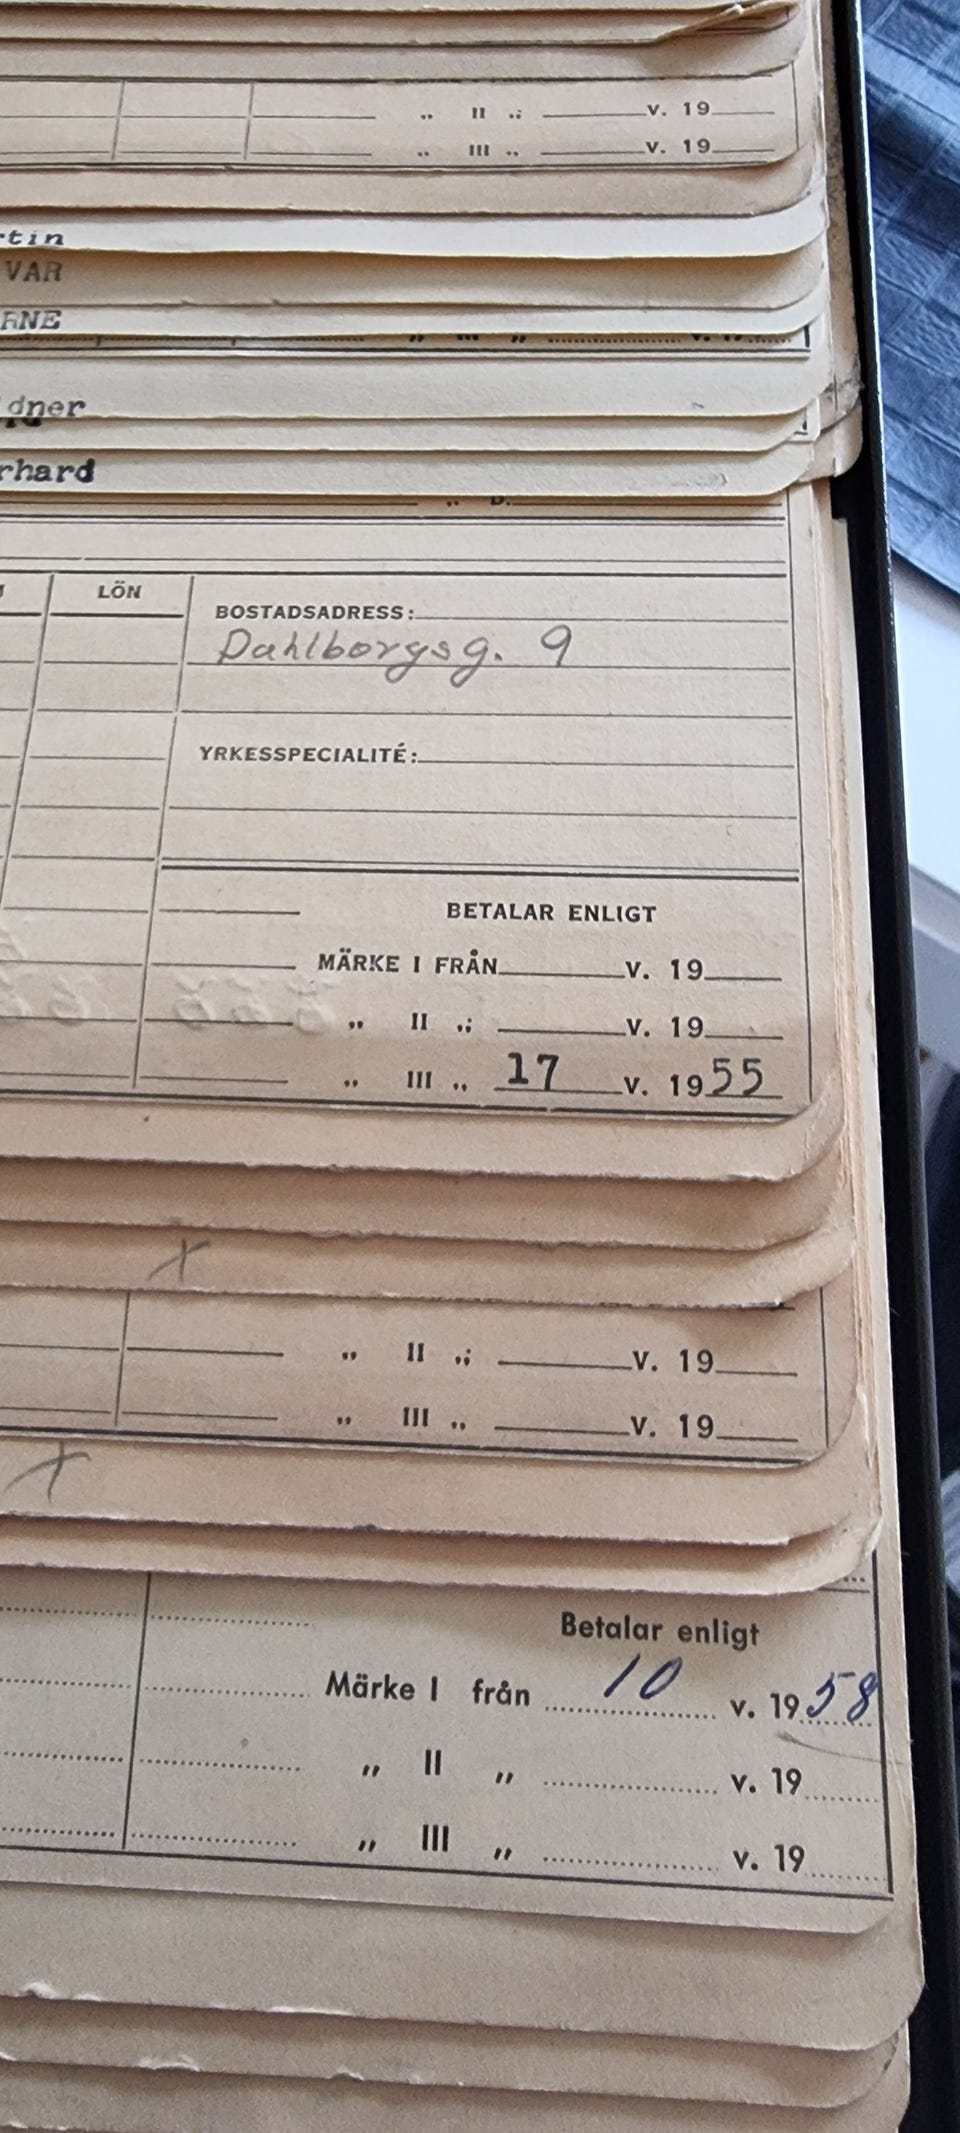 „ II „ v. 19
„ III „ v. 19
rtin
VAR
RNE
dner
rhard
„ D.
LÖN
BOSTADSADRESS:
Dahlborgsg. 9
YRKESSPECIALITÉ:
BETALAR ENLIGT
MÄRKE I FRÅN v. 19
„ II „ v. 19
„ III „ 17 v. 1955
x
„ II „ v. 19
„ III „ v. 19
x
Betalar enligt
Märke I från 10 v. 1958
„ II „ v. 19
„ III „ v. 19